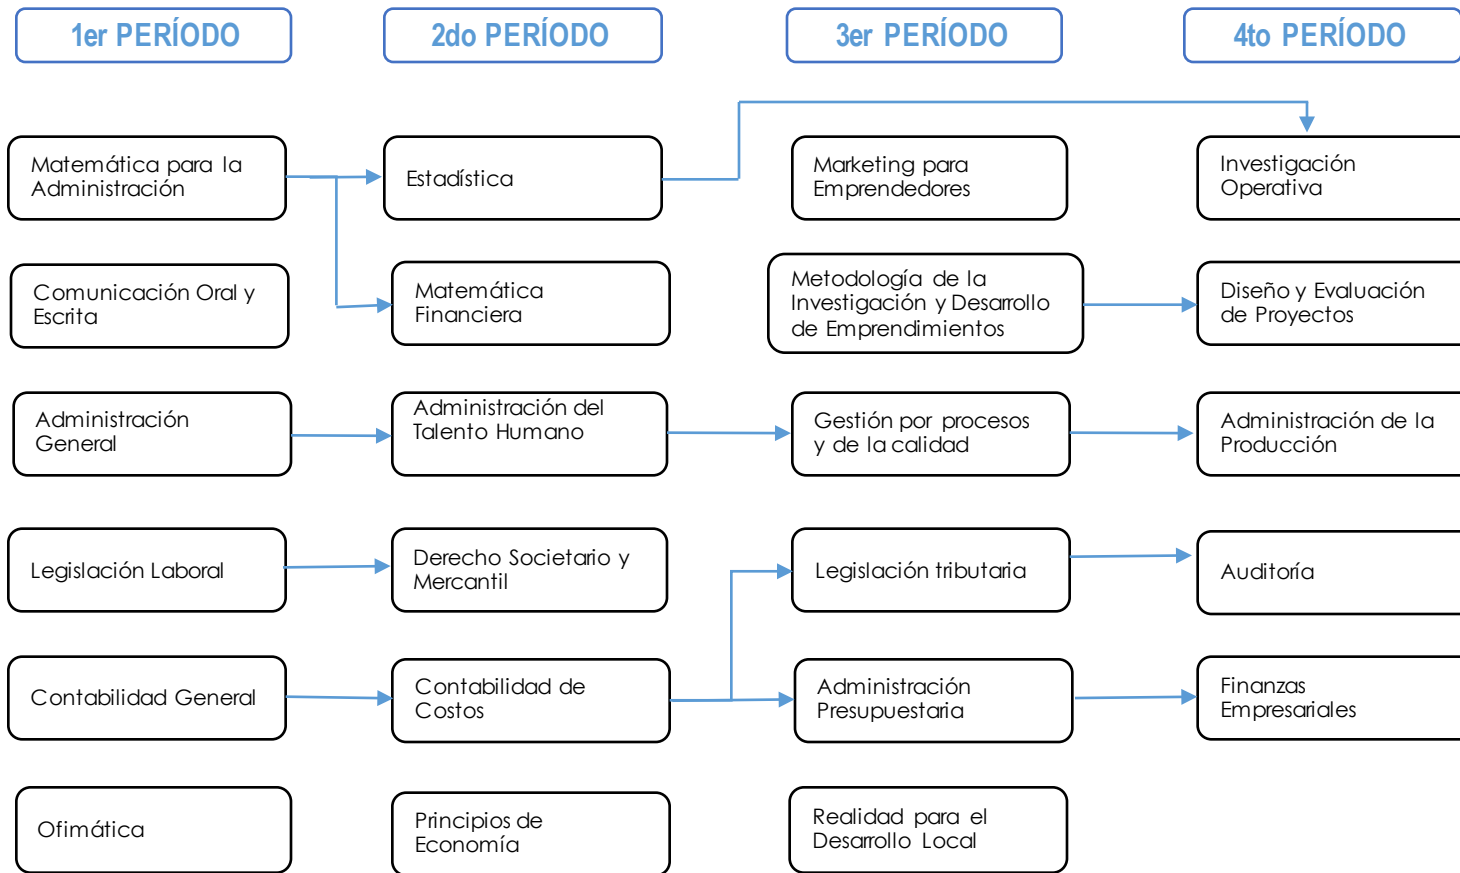 1er PERÍODO
2do PERÍODO
3er PERÍODO
4to PERÍODO
Matemática para la
Administración
Estadística
Marketing para
Emprendedores
Investigación
Operativa
Comunicación Oral y
Escrita
Matemática
Financiera
Metodología de la
Investigación y Desarrollo
de Emprendimientos
Diseño y Evaluación
de Proyectos
Administración
General
Administración del
Talento Humano
Gestión por procesos
y de la calidad
Administración de la
Producción
Legislación Laboral
Derecho Societario y
Mercantil
Legislación tributaria
Auditoría
Contabilidad General
Contabilidad de
Costos
Administración
Presupuestaria
Finanzas
Empresariales
Ofimática
Principios de
Economía
Realidad para el
Desarrollo Local